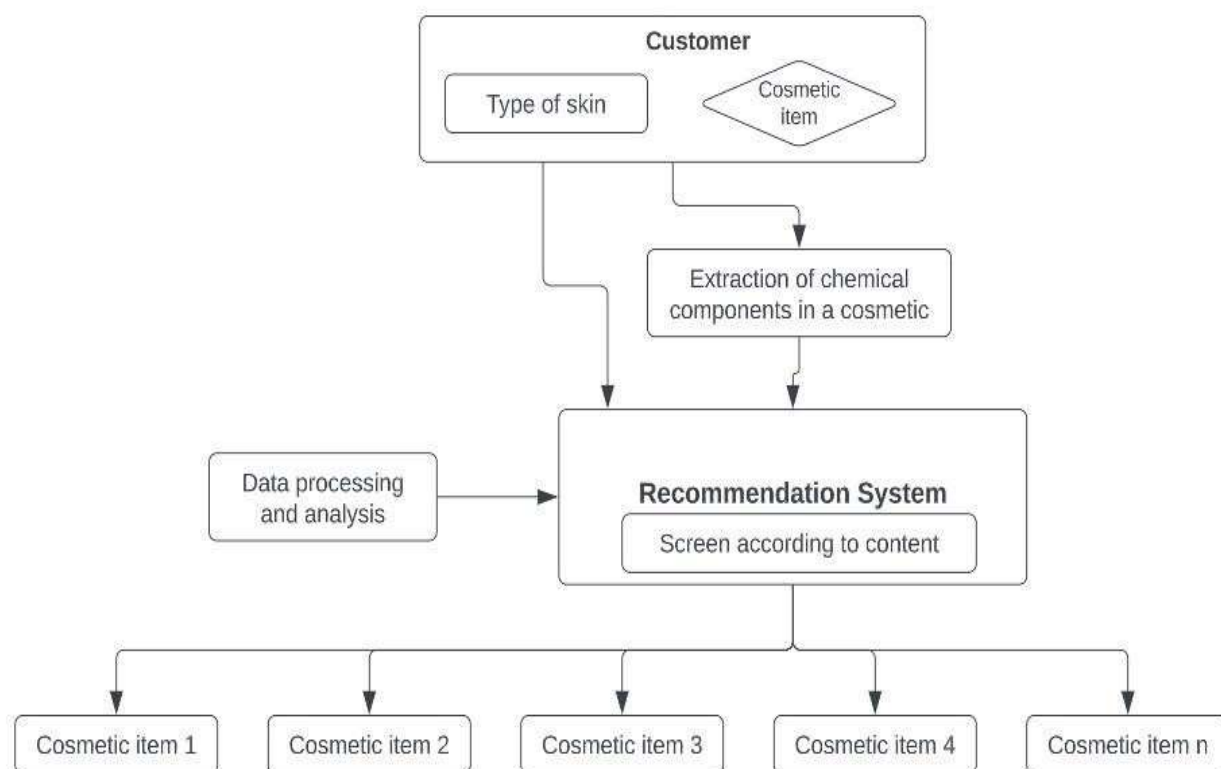 Customer
Type of skin
Cosmetic
item
Extraction of chemical
components in a cosmetic
Data processing
and analysis
Recommendation System
Screen according to content
Cosmetic item 1
Cosmetic item 2
Cosmetic item 3
Cosmetic item 4
Cosmetic item n